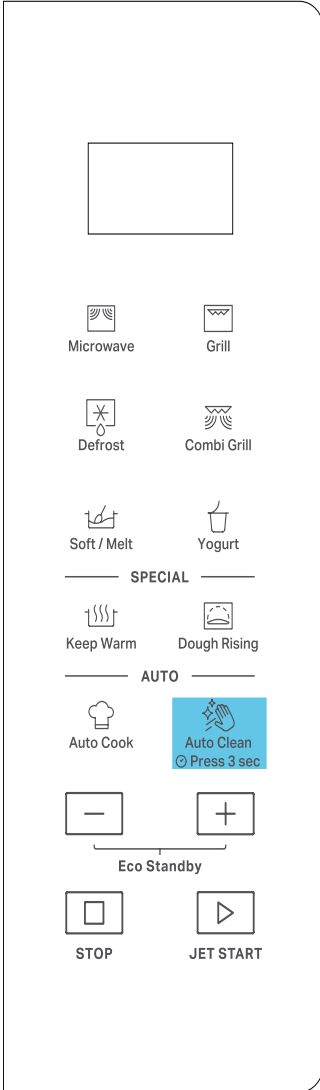 Microwave
Grill
Defrost
Combi Grill
Soft / Melt
Yogurt
SPECIAL
Keep Warm
Dough Rising
AUTO
Auto Cook
Auto Clean
Press 3 sec
Eco Standby
STOP
JET START